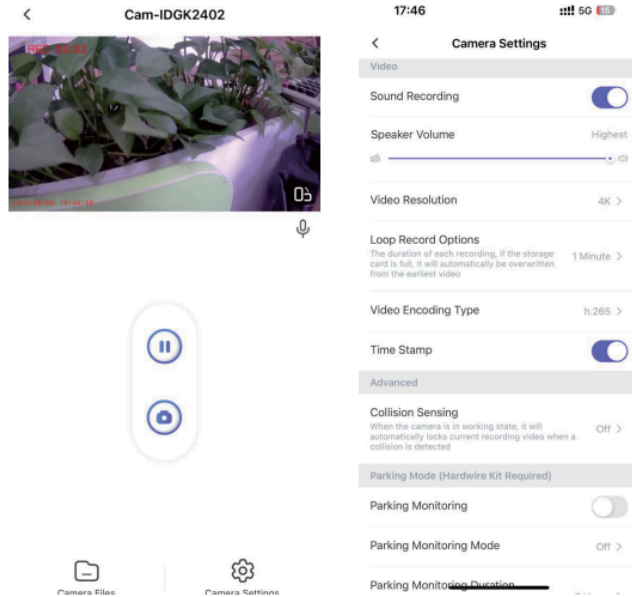 Cam-IDGK2402
REC
Camera Files
Camera Settings
17:46
5G 15
Camera Settings
Video
Sound Recording
Speaker Volume
Highest
Video Resolution
4K
Loop Record Options
The duration of each recording, if the storage
card is full, it will automatically be overwritten
from the earliest video
1 Minute
Video Encoding Type
h.265
Time Stamp
Advanced
Collision Sensing
When the camera is in working state, it will
automatically locks current recording video when a
collision is detected
Off
Parking Mode (Hardwire Kit Required)
Parking Monitoring
Parking Monitoring Mode
Off
Parking Monitoring Duration